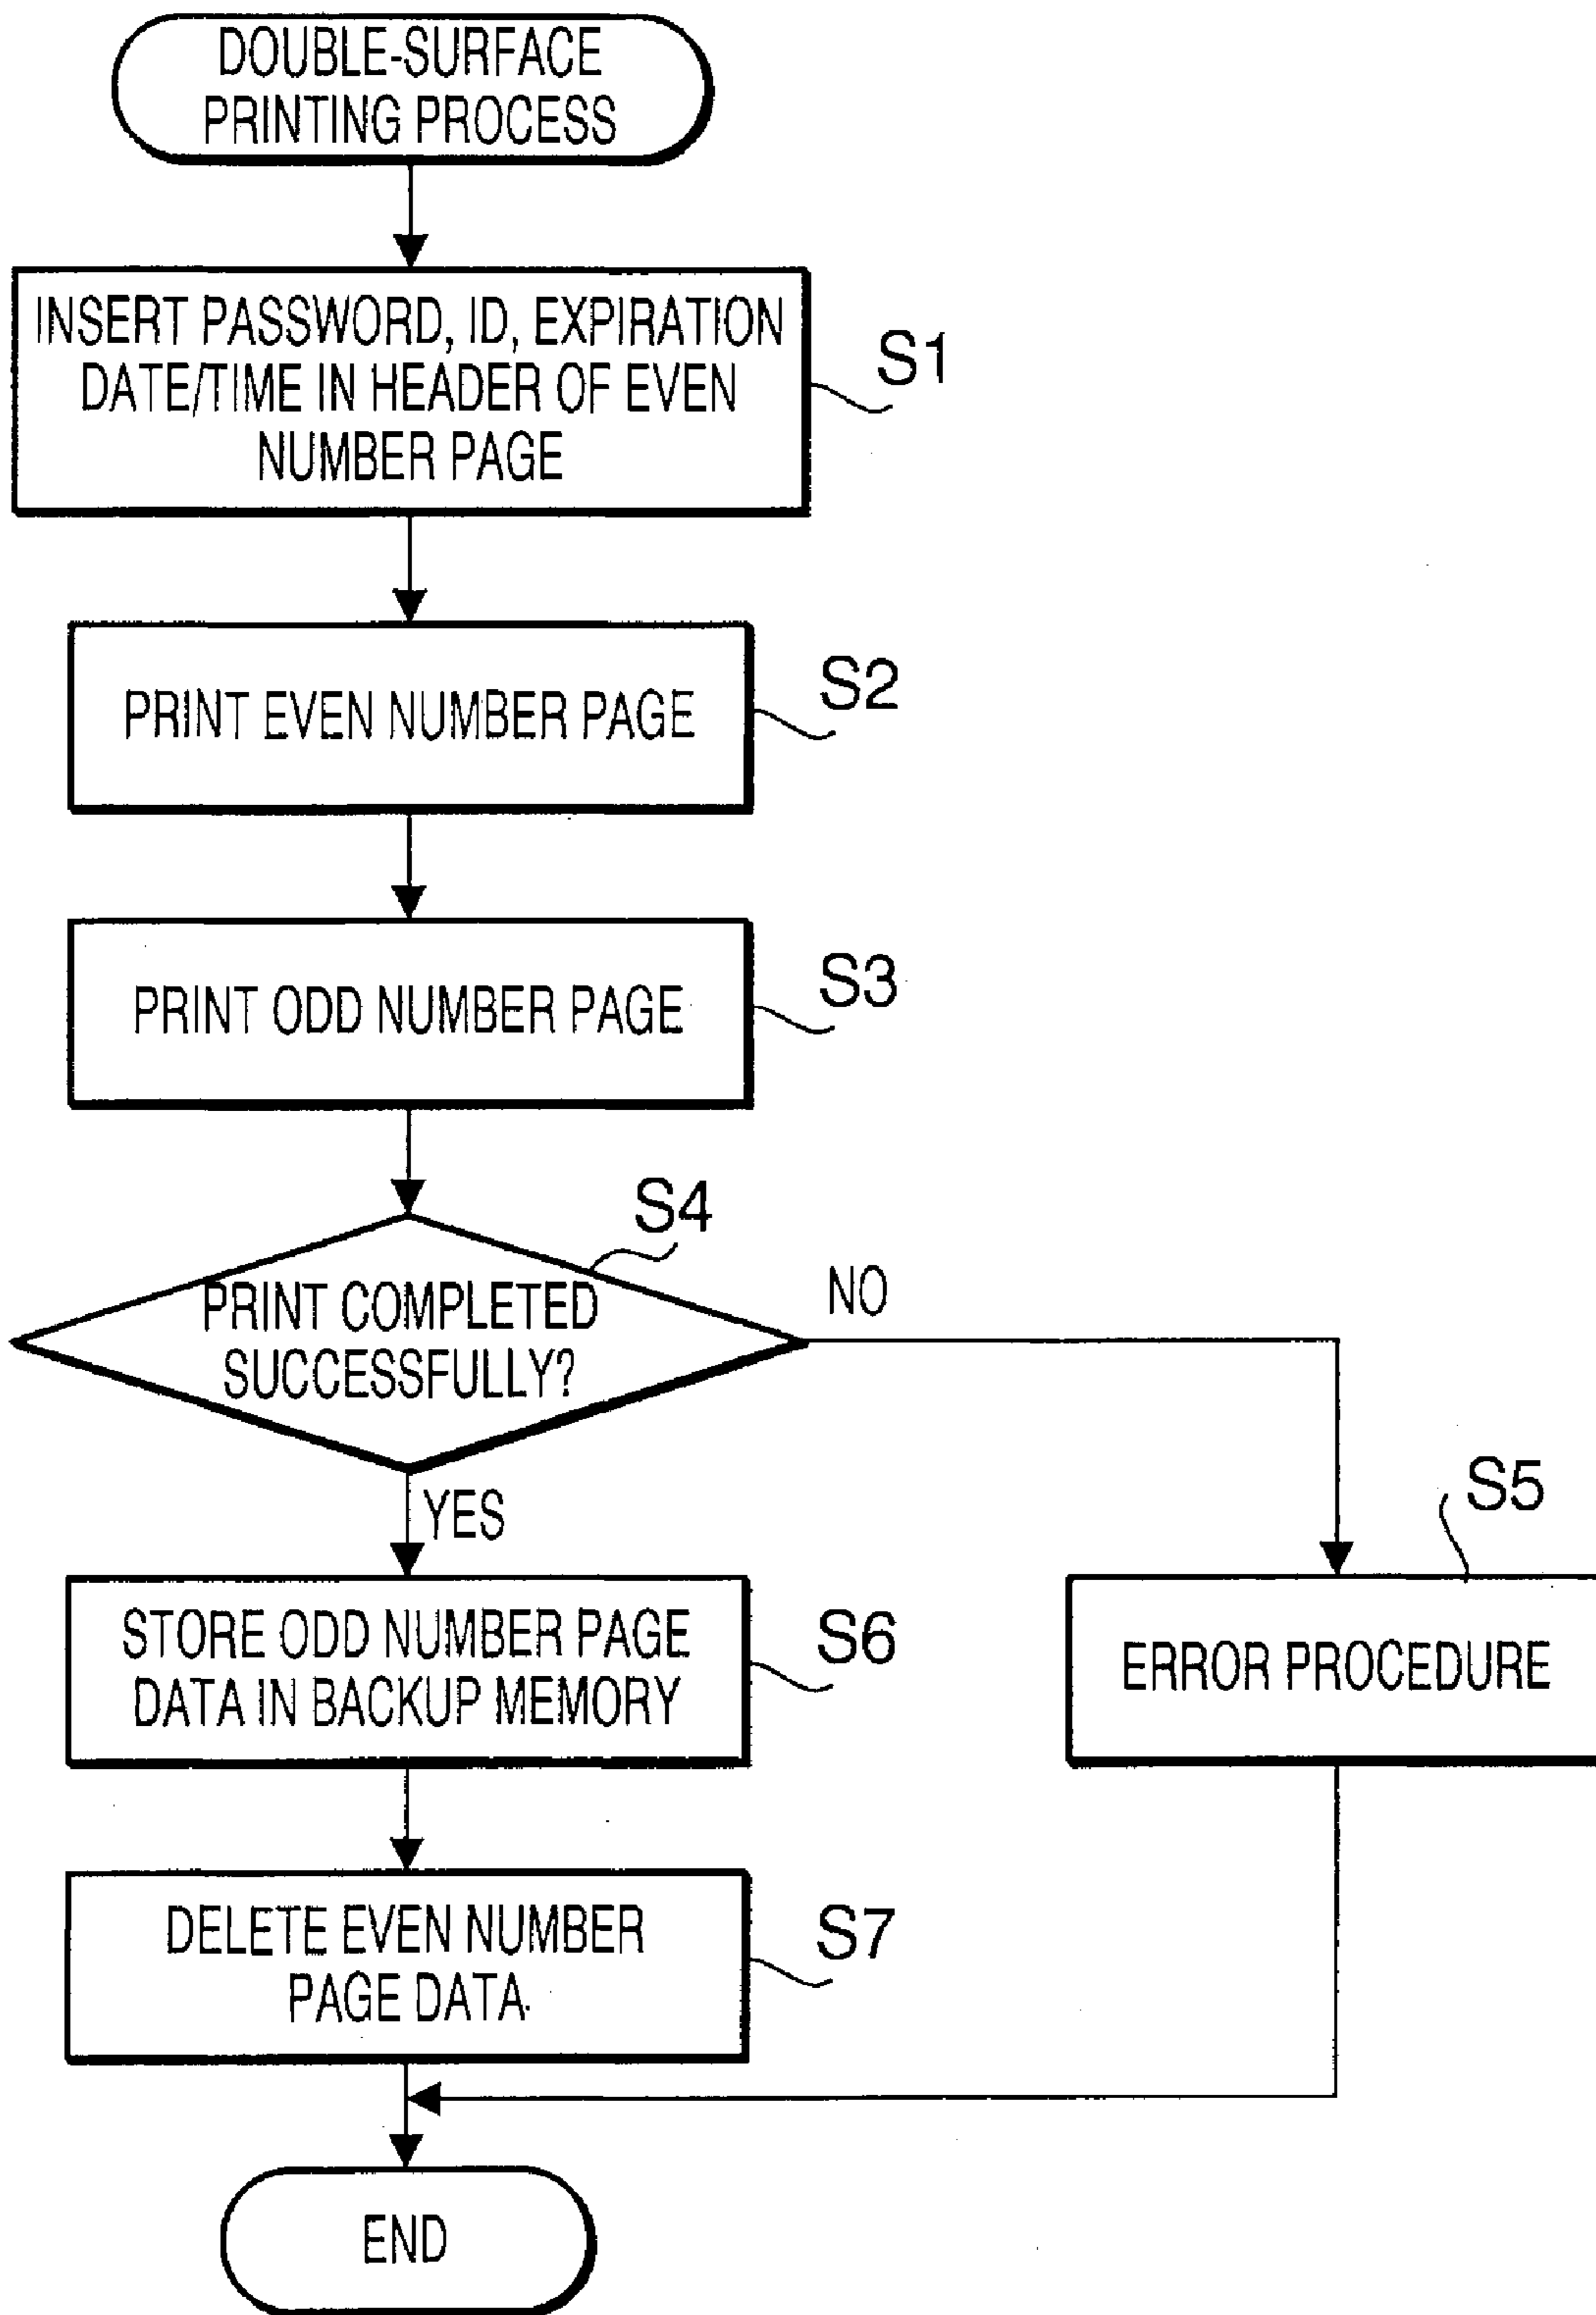 DOUBLE-SURFACE
PRINTING PROCESS
INSERT PASSWORD, ID, EXPIRATION
DATE/TIME IN HEADER OF EVEN
NUMBER PAGE
S1
PRINT EVEN NUMBER PAGE
S2
PRINT ODD NUMBER PAGE
S3
S4
PRINT COMPLETED
SUCCESSFULLY?
NO
YES
S5
STORE ODD NUMBER PAGE
DATA IN BACKUP MEMORY
S6
ERROR PROCEDURE
DELETE EVEN NUMBER
PAGE DATA
S7
END